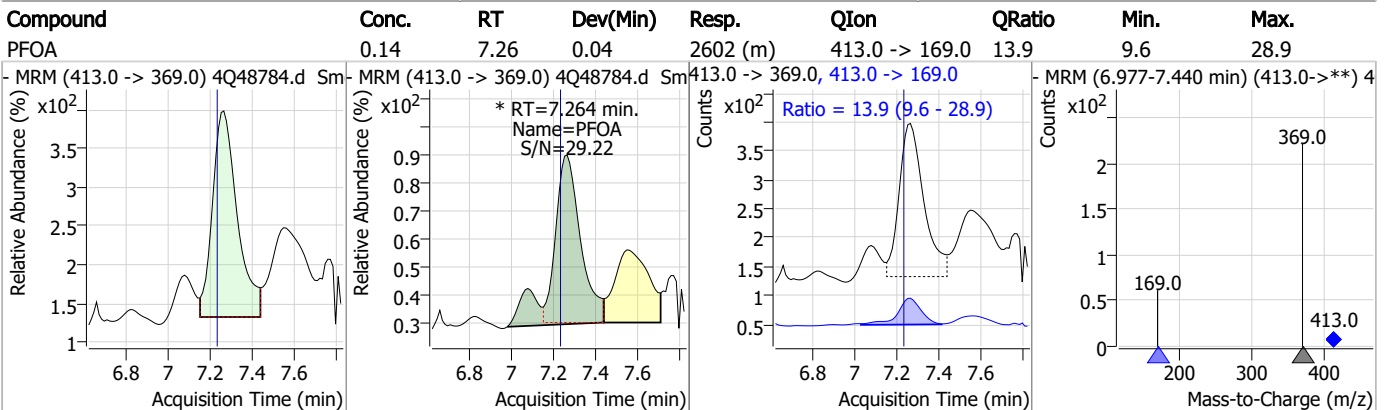 Compound Conc. RT Dev(Min) Resp. QIon QRatio Min. Max.
PFOA 0.14 7.26 0.04 2602 (m) 413.0 -> 169.0 13.9 9.6 28.9
- MRM (413.0 -> 369.0) 4Q48784.d Sm
x10²
Relative Abundance (%)
3.5
3
2.5
2
1.5
1
6.8 7 7.2 7.4 7.6
Acquisition Time (min)
- MRM (413.0 -> 369.0) 4Q48784.d Sm
x10²
* RT=7.264 min.
Name=PFOA
S/N=29.22
Relative Abundance (%)
0.9
0.8
0.7
0.6
0.5
0.4
0.3
6.8 7 7.2 7.4 7.6
Acquisition Time (min)
413.0 -> 369.0, 413.0 -> 169.0
x10²
Ratio = 13.9 (9.6 - 28.9)
Counts
3.5
3
2.5
2
1.5
1
0.5
6.8 7 7.2 7.4 7.6
Acquisition Time (min)
- MRM (6.977-7.440 min) (413.0->**) 4
x10²
Counts
369.0
2
1.5
1
169.0
0.5
413.0
0
200 300 400
Mass-to-Charge (m/z)